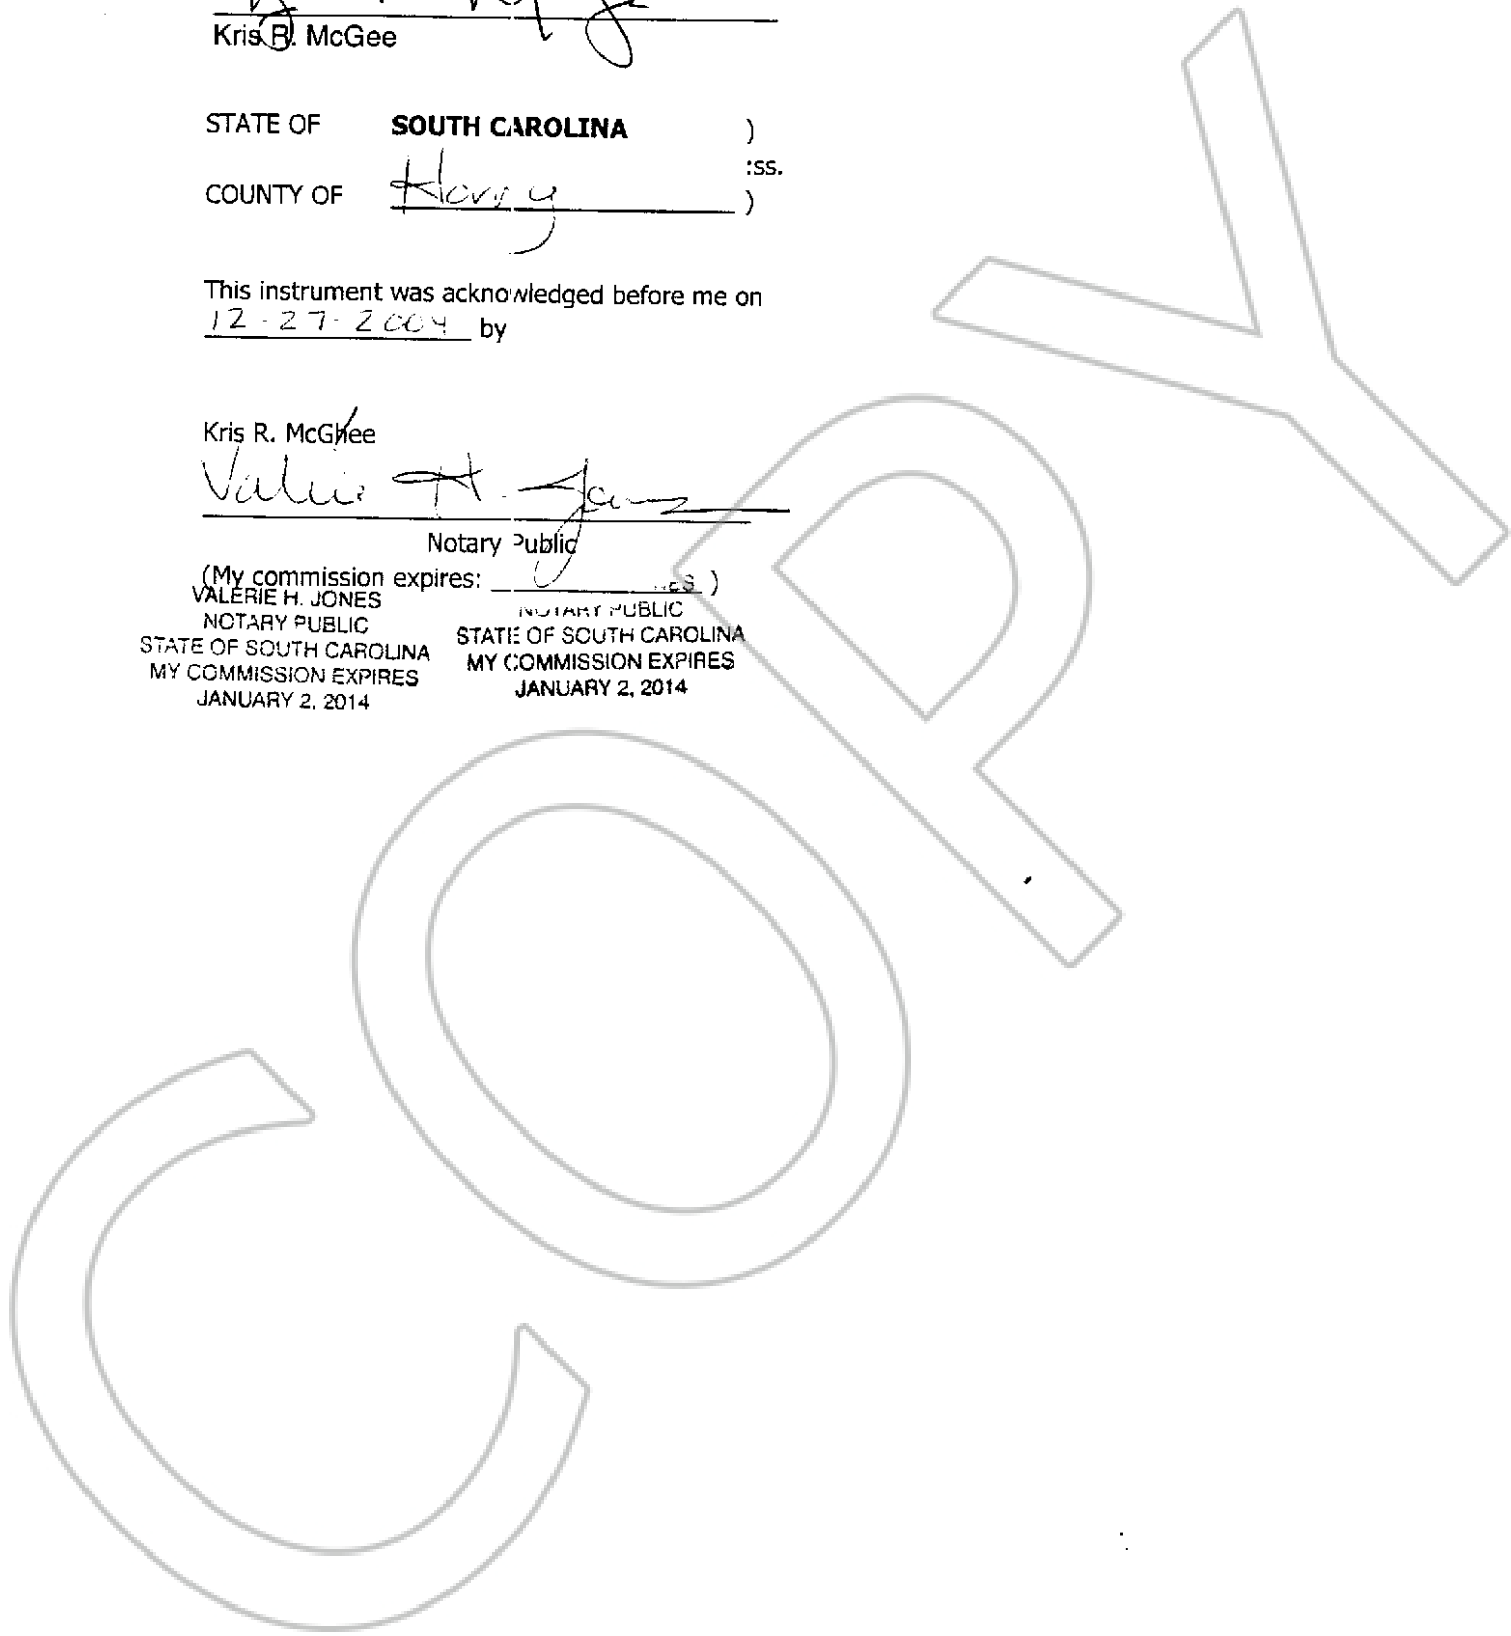 Kris R. McGee
STATE OF SOUTH CAROLINA )
:ss.
COUNTY OF Horry )
This instrument was acknowledged before me on
12-27-2004 by
Kris R. McGhee
Valerie H. Jones
Notary Public
(My commission expires: )
VALERIE H. JONES
NOTARY PUBLIC
STATE OF SOUTH CAROLINA
MY COMMISSION EXPIRES
JANUARY 2, 2014
NOTARY PUBLIC
STATE OF SOUTH CAROLINA
MY COMMISSION EXPIRES
JANUARY 2, 2014
COPY